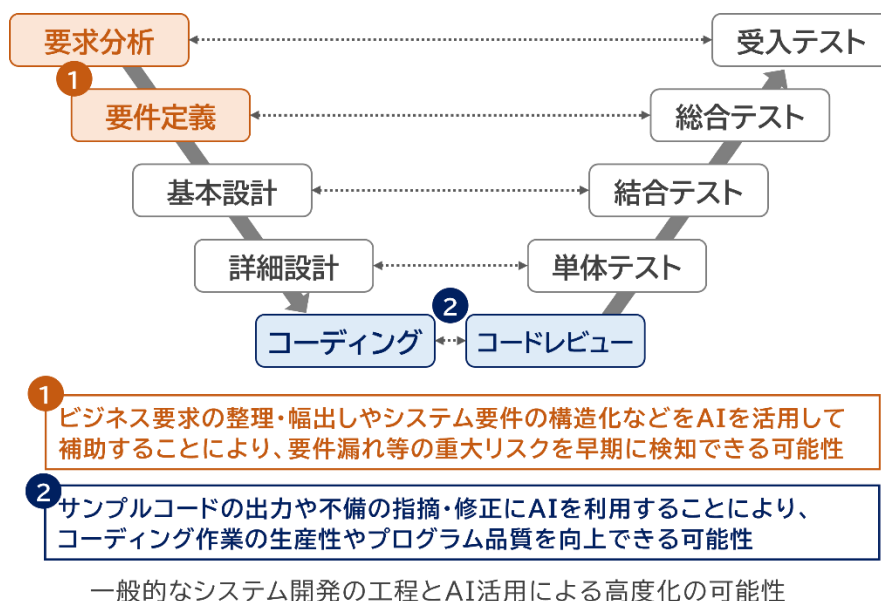 要求分析
受入テスト
1
要件定義
総合テスト
基本設計
結合テスト
詳細設計
単体テスト
2
コーディング
コードレビュー
1
ビジネス要求の整理・幅出しやシステム要件の構造化などをAIを活用して
補助することにより、要件漏れ等の重大リスクを早期に検知できる可能性
2
サンプルコードの出力や不備の指摘・修正にAIを利用することにより、
コーディング作業の生産性やプログラム品質を向上できる可能性
一般的なシステム開発の工程とAI活用による高度化の可能性